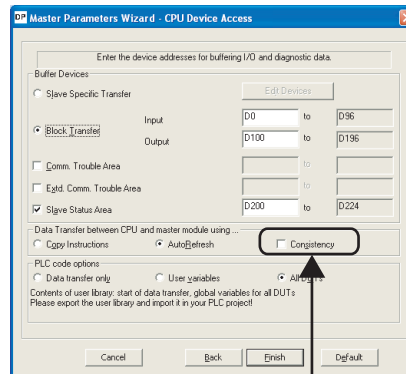 DP Master Parameters Wizard - CPU Device Access
Enter the device addresses for buffering I/O and diagnostic data.
Buffer Devices
Slave Specific Transfer
Edit Devices
Block Transfer
Input
D0 to D96
Output
D100 to D196
Comm. Trouble Area
to
Extd. Comm. Trouble Area
to
Slave Status Area
D200 to D224
Data Transfer between CPU and master module using ...
Copy Instructions AutoRefresh Consistency
PLC code options
Data transfer only User variables All DUTs
Contents of user library: start of data transfer, global variables for all DUTs
Please export the user library and import it in your PLC project!
Cancel Back Finish Default